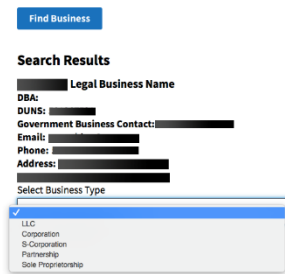 Find Business
Search Results
Legal Business Name
DBA:
DUNS:
Government Business Contact:
Email:
Phone:
Address:
Select Business Type
✓
LLC
Corporation
S-Corporation
Partnership
Sole Proprietorship